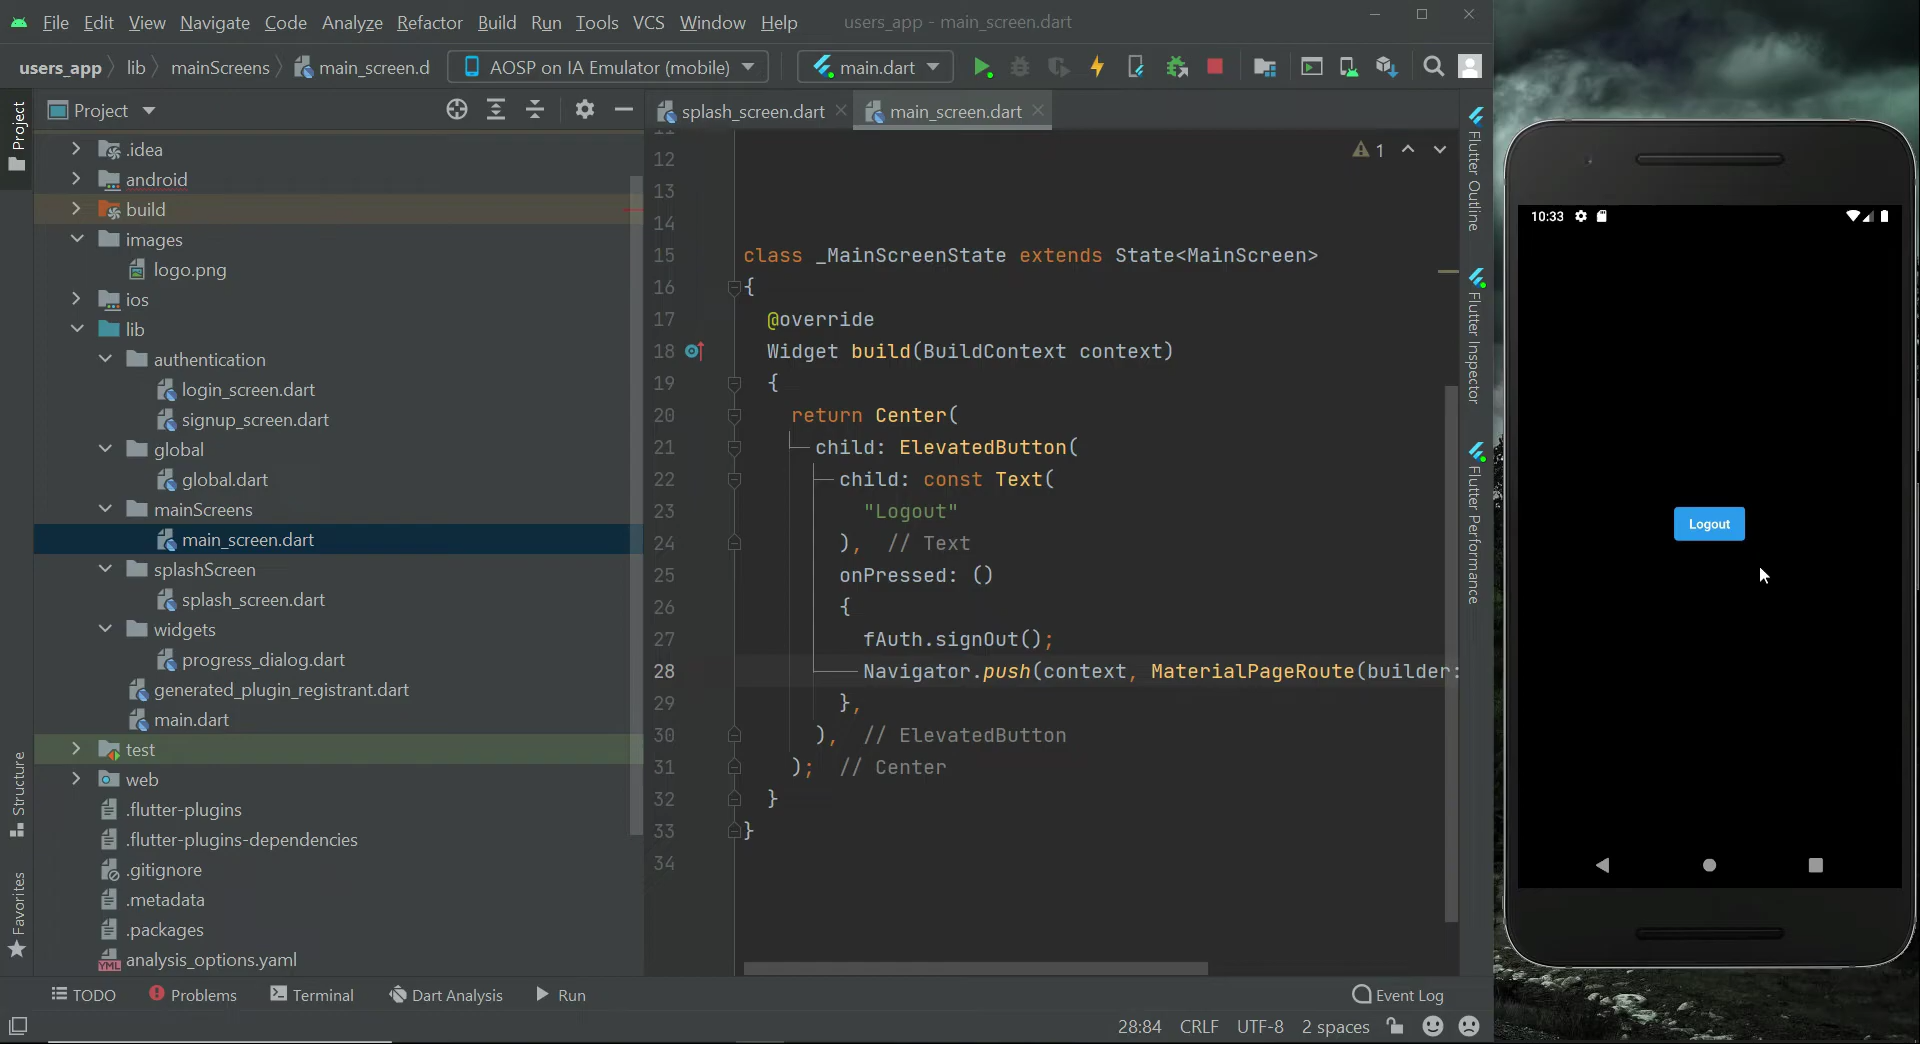 File Edit View Navigate Code Analyze Refactor Build Run Tools VCS Window Help users_app - main_screen.dart
users_app lib mainScreens main_screen.d AOSP on IA Emulator (mobile) main.dart
Project
splash_screen.dart
main_screen.dart
Project
Structure
Favorites
.idea
android
build
images
logo.png
ios
lib
authentication
login_screen.dart
signup_screen.dart
global
global.dart
mainScreens
main_screen.dart
splashScreen
splash_screen.dart
widgets
progress_dialog.dart
generated_plugin_registrant.dart
main.dart
test
web
.flutter-plugins
.flutter-plugins-dependencies
.gitignore
.metadata
.packages
analysis_options.yaml
1
12
13
14
15 class _MainScreenState extends State<MainScreen>
16 {
17 @override
18 Widget build(BuildContext context)
19 {
20 return Center(
21 child: ElevatedButton(
22 child: const Text(
23 "Logout"
24 ), // Text
25 onPressed: ()
26 {
27 fAuth.signOut();
28 Navigator.push(context, MaterialPageRoute(builder:
29 },
30 ), // ElevatedButton
31 ); // Center
32 }
33 }
34
Flutter Outline
Flutter Inspector
Flutter Performance
10:33
Logout
TODO Problems Terminal Dart Analysis Run Event Log
28:84 CRLF UTF-8 2 spaces